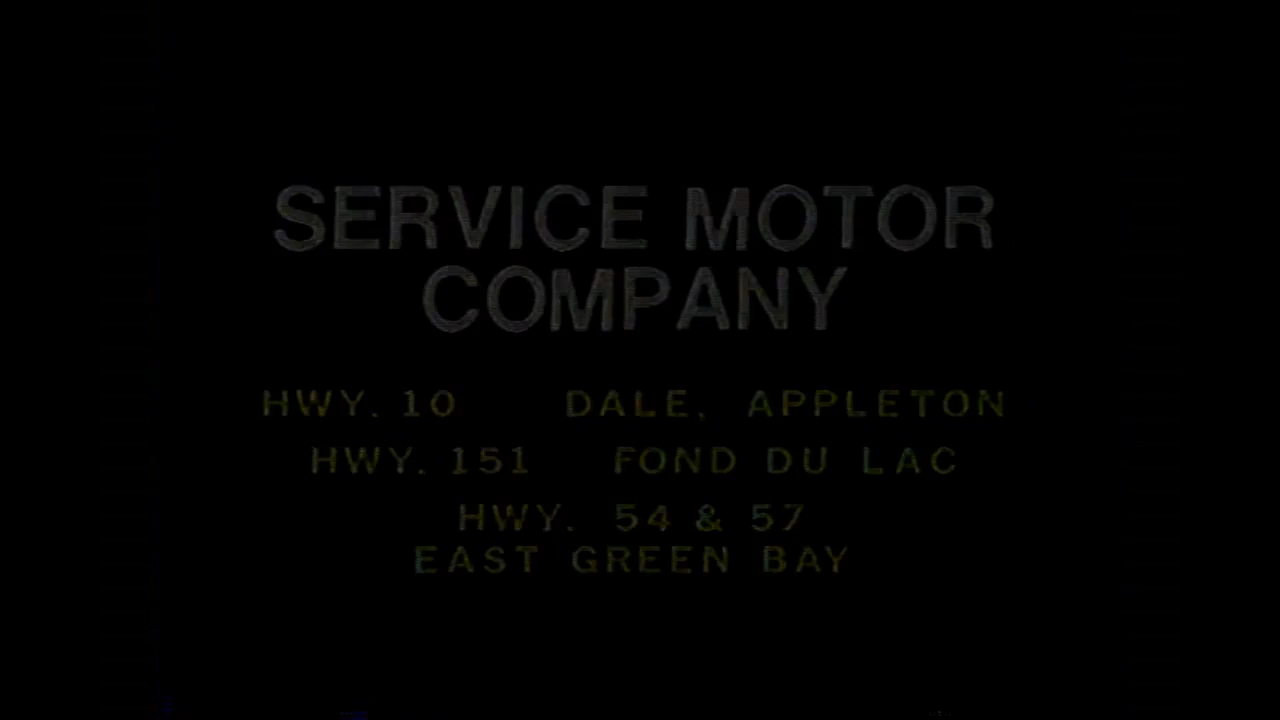 SERVICE MOTOR
COMPANY
HWY. 10 DALE, APPLETON
HWY. 151 FOND DU LAC
HWY. 54 & 57
EAST GREEN BAY